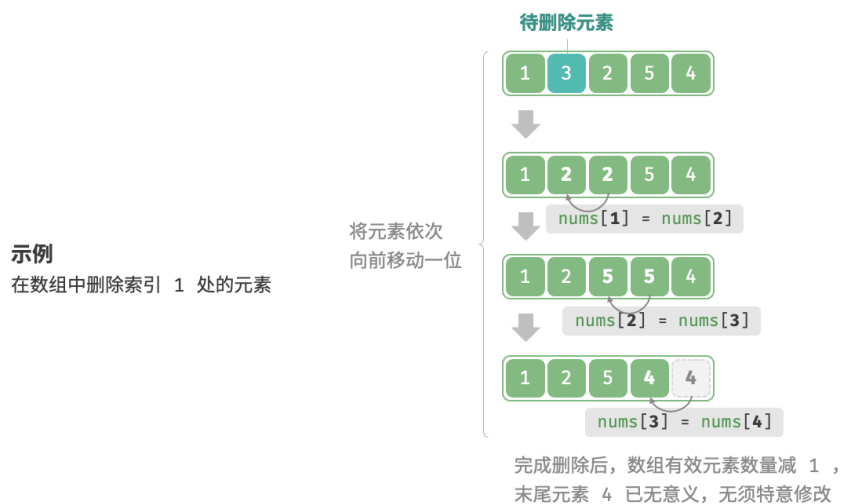 待删除元素
1 3 2 5 4
1 2 2 5 4
nums[1] = nums[2]
将元素依次
向前移动一位
示例
在数组中删除索引 1 处的元素
1 2 5 5 4
nums[2] = nums[3]
1 2 5 4 4
nums[3] = nums[4]
完成删除后，数组有效元素数量减 1 ，
末尾元素 4 已无意义，无须特意修改